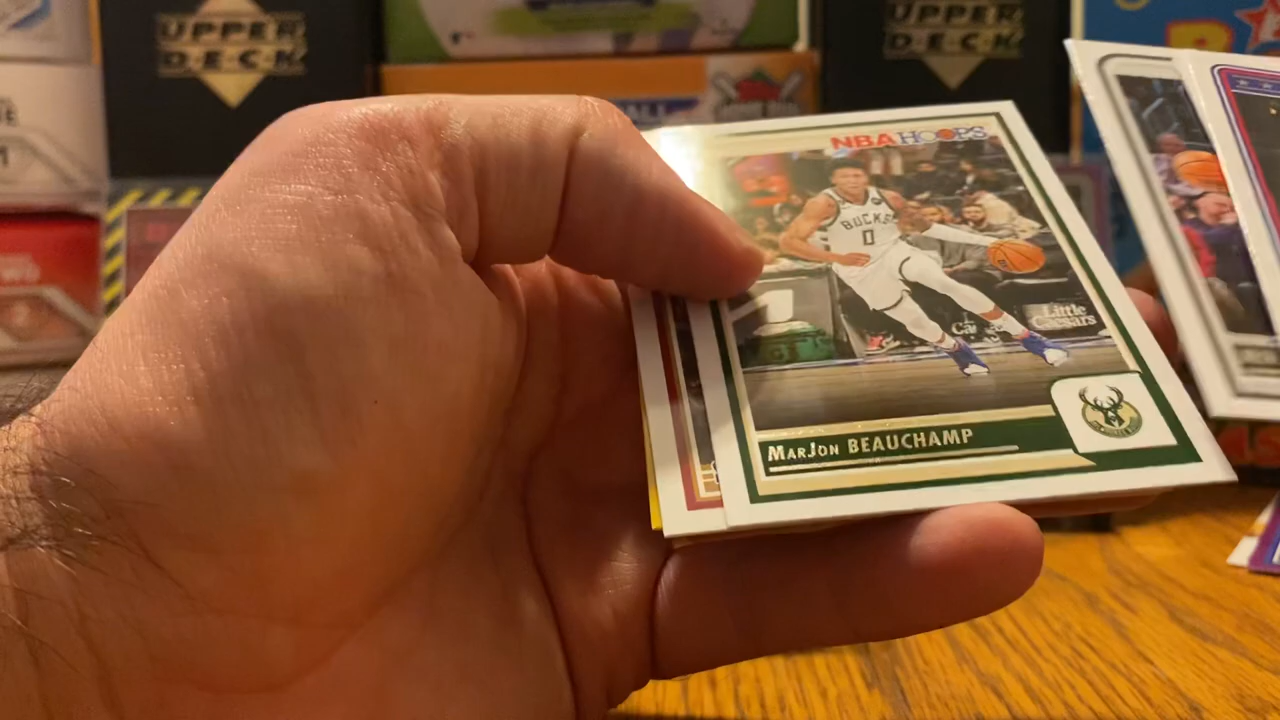 UPPER
DECK
UPPER
DECK
NBA HOOPS
BUCKS
0
Little
Caesars
MARJON BEAUCHAMP